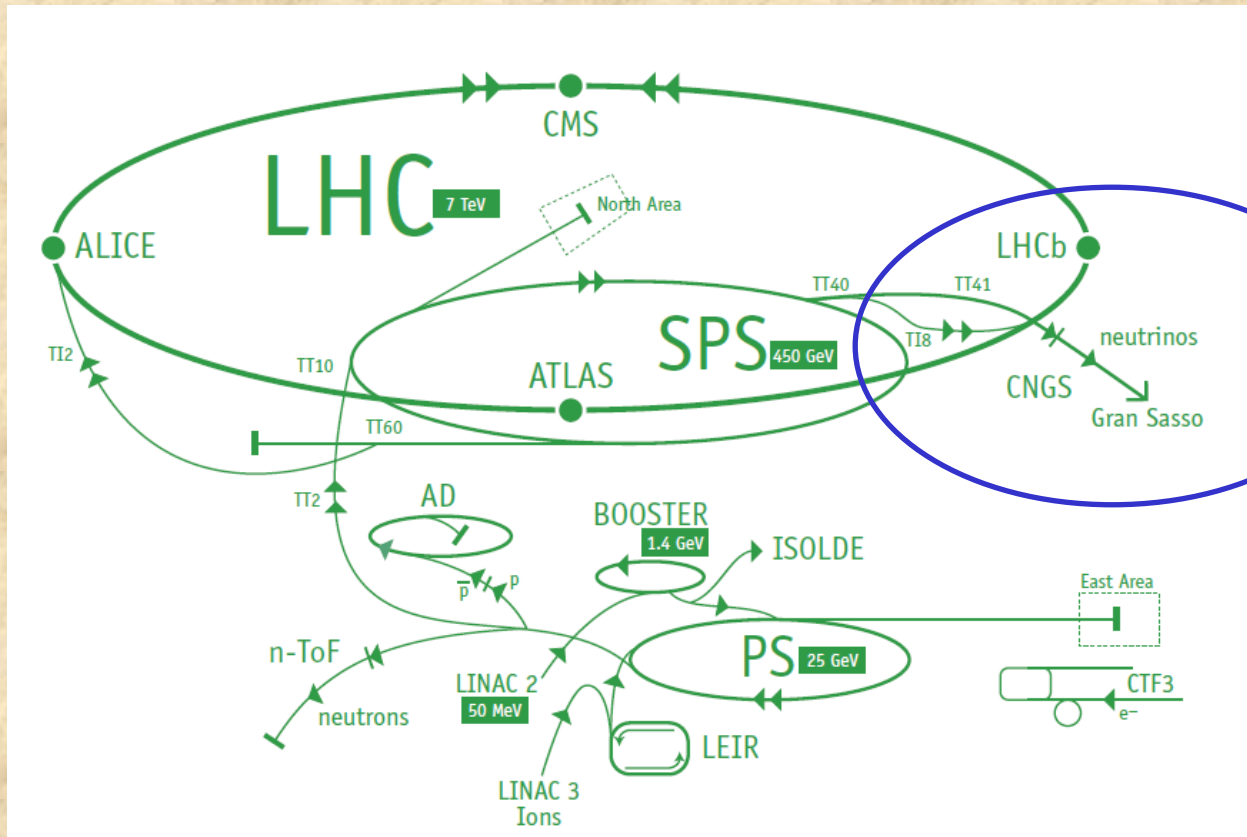 CMS
LHC
7 TeV
North Area
ALICE
LHCb
TT40
TT41
TI8
SPS
450 GeV
neutrinos
TI2
TT10
ATLAS
CNGS
Gran Sasso
TT60
TT2
AD
BOOSTER
1.4 GeV
ISOLDE
p̅
p
East Area
n-ToF
PS
25 GeV
LINAC 2
50 MeV
neutrons
CTF3
e⁻
LEIR
LINAC 3
Ions